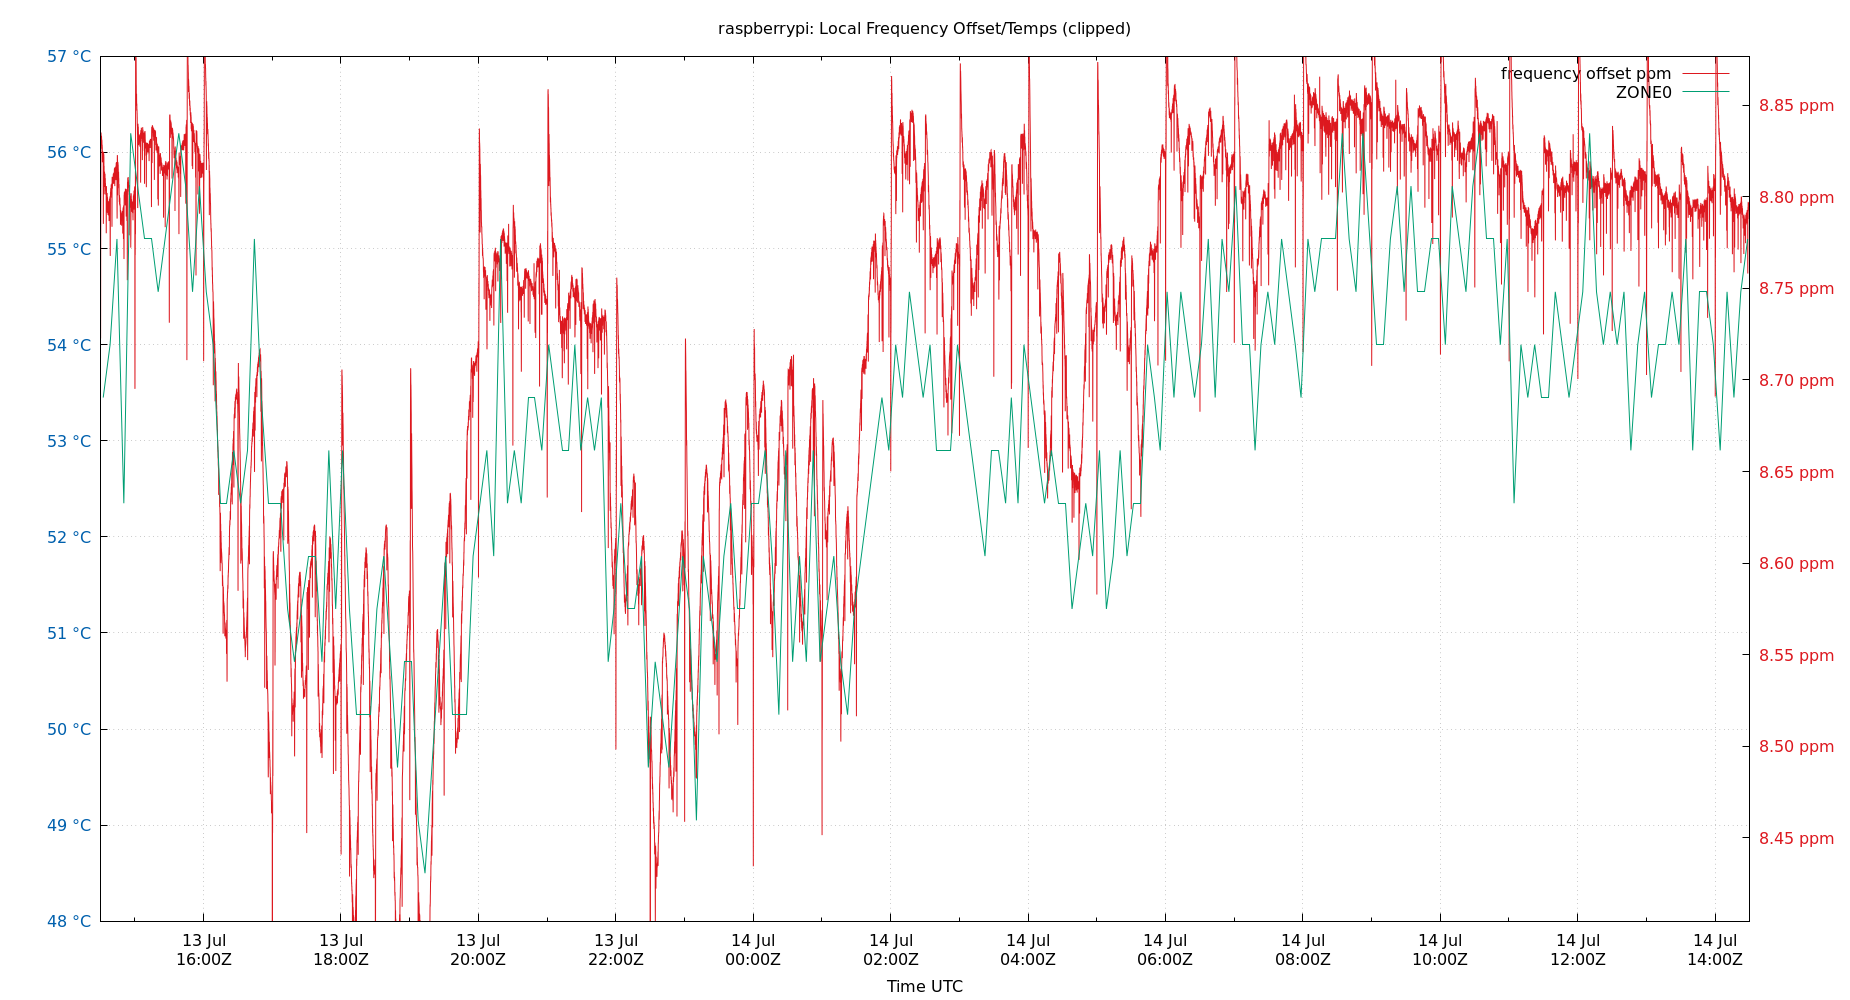 raspberrypi: Local Frequency Offset/Temps (clipped)
frequency offset ppm
ZONE0
57 °C
56 °C
55 °C
54 °C
53 °C
52 °C
51 °C
50 °C
49 °C
48 °C
8.85 ppm
8.80 ppm
8.75 ppm
8.70 ppm
8.65 ppm
8.60 ppm
8.55 ppm
8.50 ppm
8.45 ppm
13 Jul 13 Jul 13 Jul 13 Jul 14 Jul 14 Jul 14 Jul 14 Jul 14 Jul 14 Jul 14 Jul 14 Jul
16:00Z 18:00Z 20:00Z 22:00Z 00:00Z 02:00Z 04:00Z 06:00Z 08:00Z 10:00Z 12:00Z 14:00Z
Time UTC